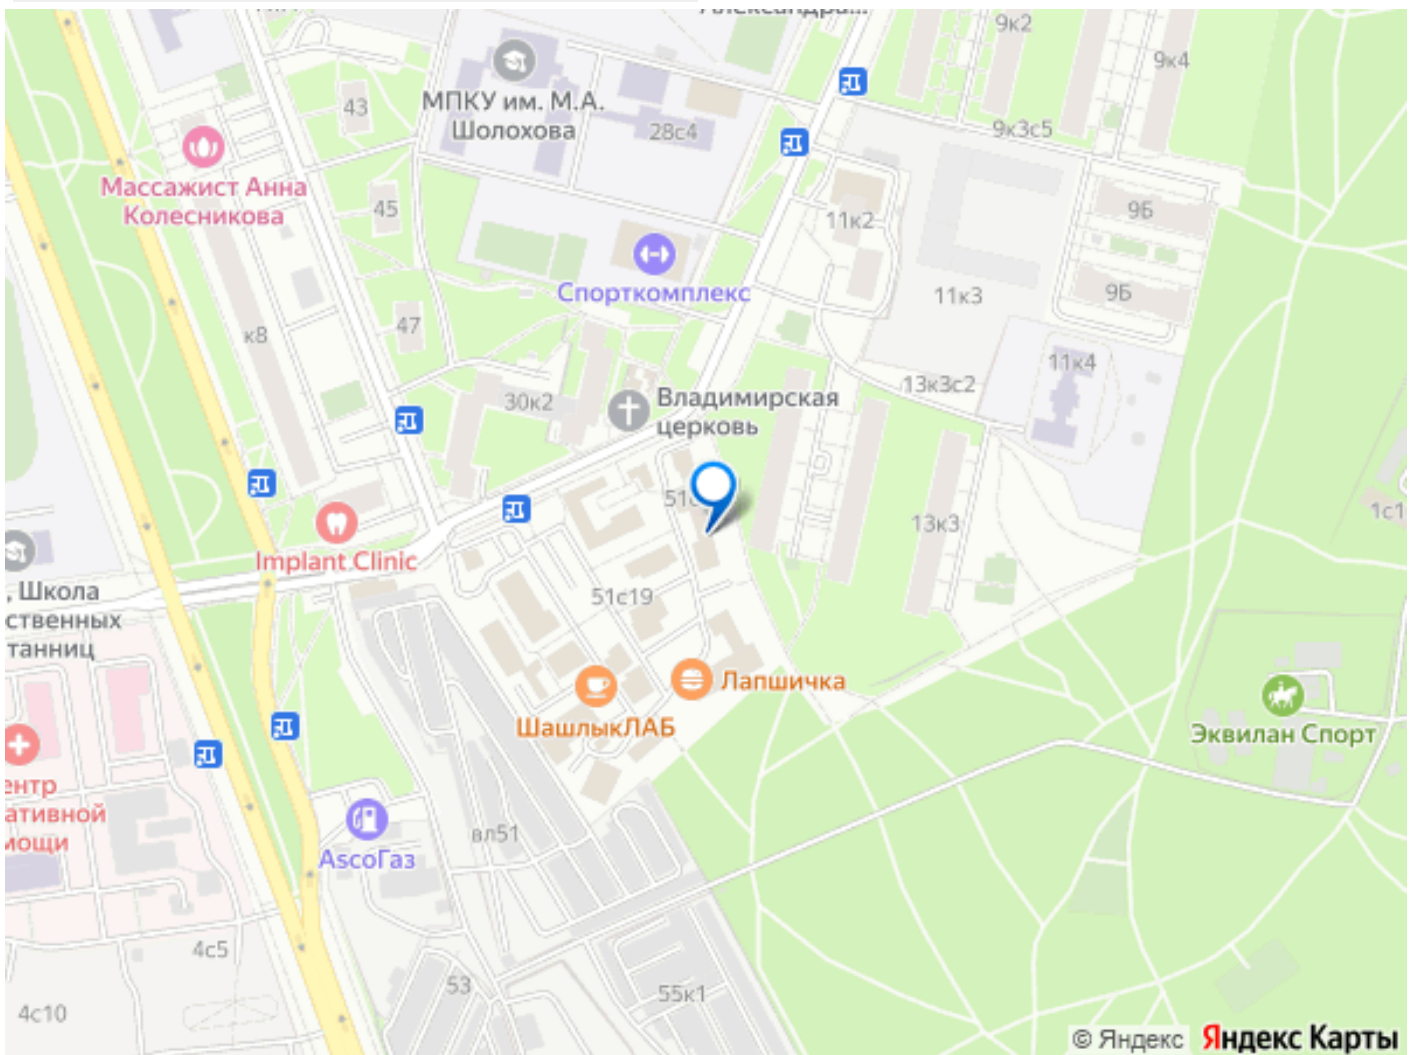 9к2
9к4
43
МПКУ им. М.А.
Шолохова
28с4
9к3с5
Массажист Анна
Колесникова
45
11к2
9Б
Спорткомплекс
11к3
9Б
к8
47
11к4
30к2
Владимирская
церковь
13к3с2
1с1
13к3
Implant Clinic
, Школа
ственных
танниц
51с19
Лапшичка
ШашлыкЛАБ
Эквилан Спорт
ентр
ативной
мощи
вл51
AscoГаз
4с5
53
55к1
4с10
© Яндекс Яндекс Карты